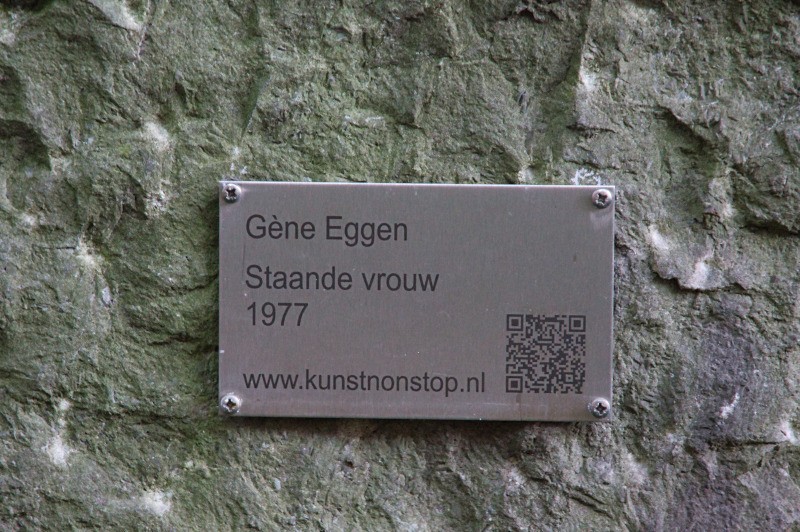 Gène Eggen
Staande vrouw
1977
www.kunstnonstop.nl